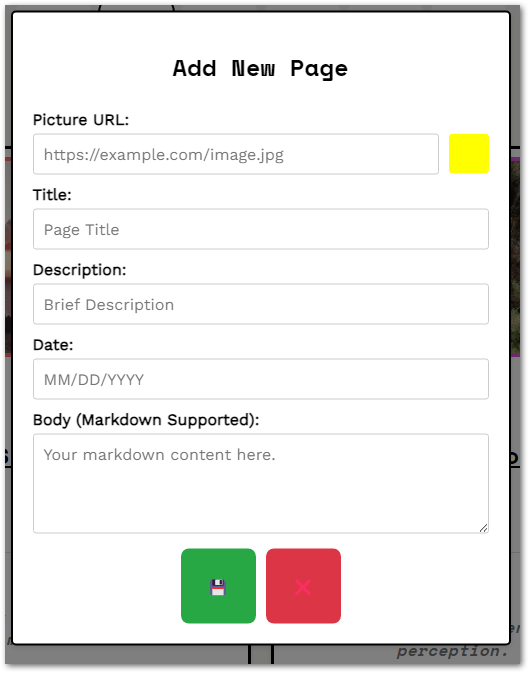 Add New Page
Picture URL:
https://example.com/image.jpg
Title:
Page Title
Description:
Brief Description
Date:
MM/DD/YYYY
Body (Markdown Supported):
Your markdown content here.
perception.